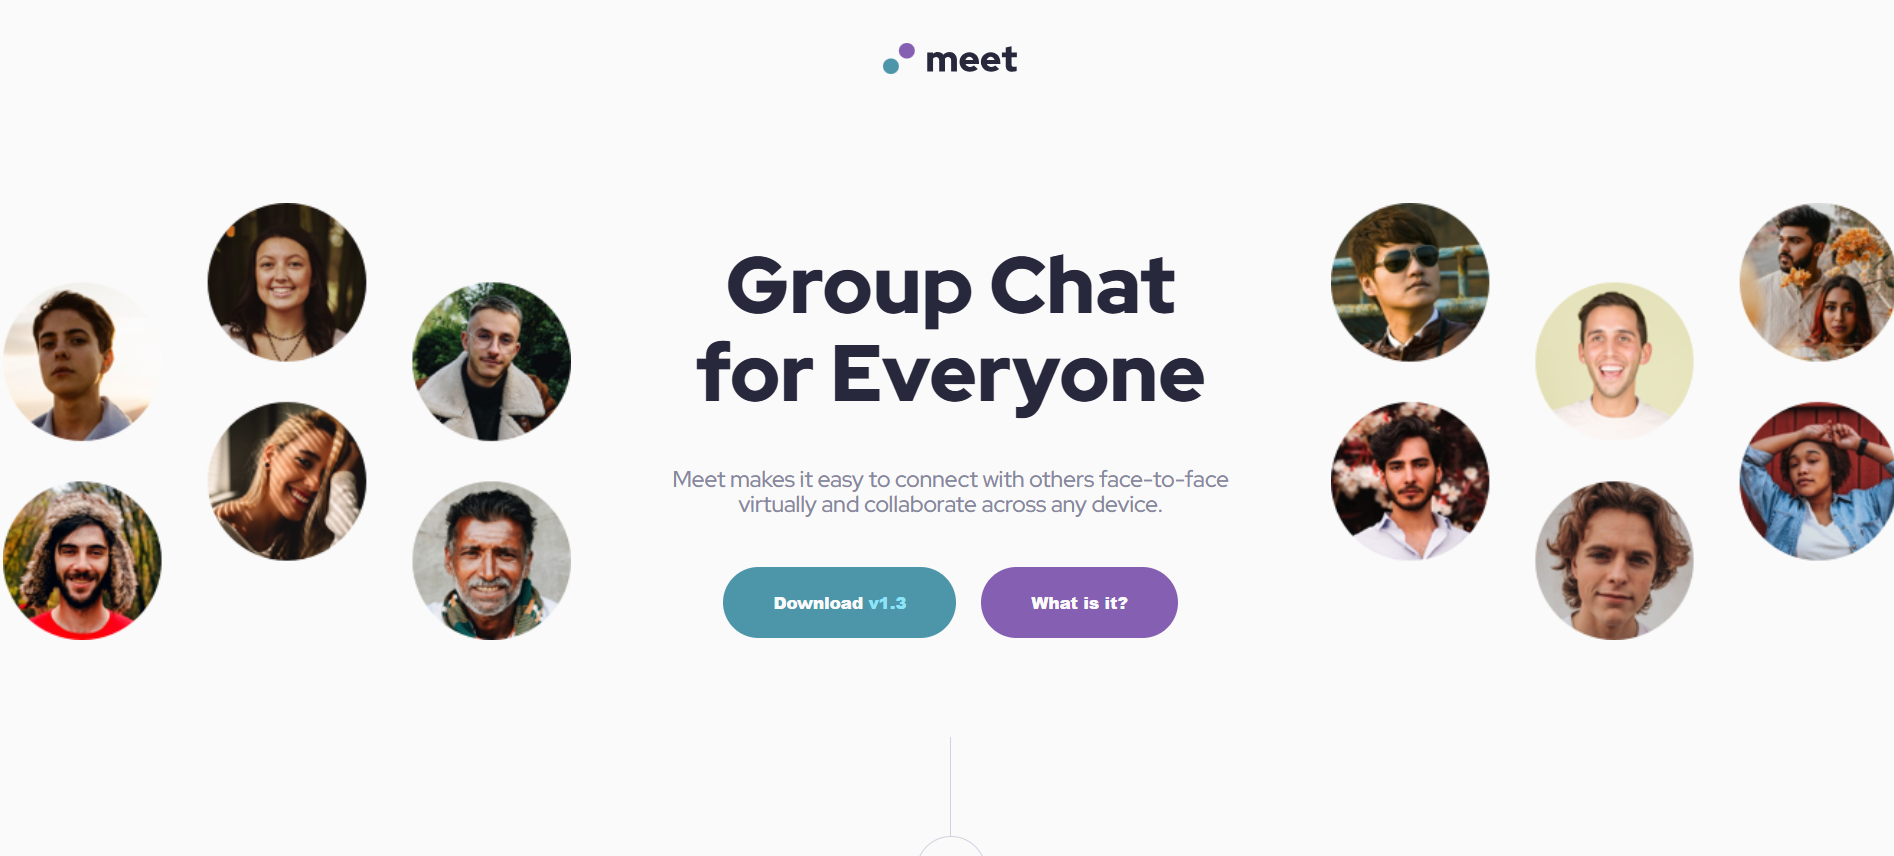 meet
Group Chat
for Everyone
Meet makes it easy to connect with others face-to-face
virtually and collaborate across any device.
Download v1.3
What is it?